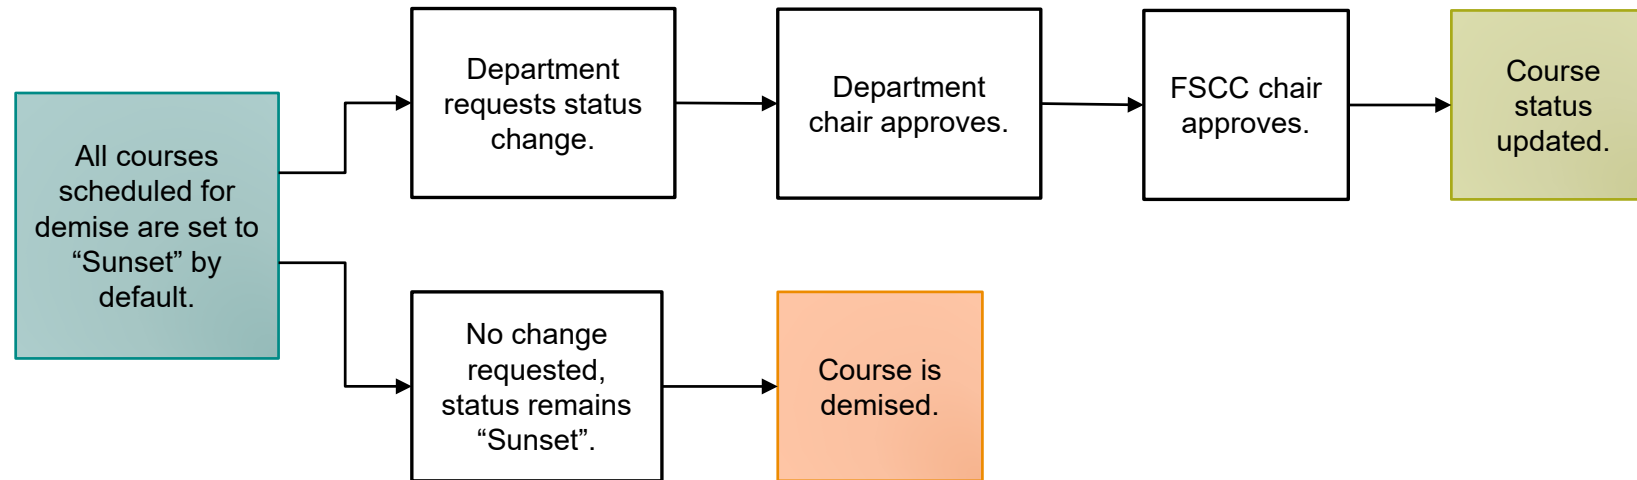 All courses
scheduled for
demise are set to
“Sunset” by
default.
Department
requests status
change.
Department
chair approves.
FSCC chair
approves.
Course
status
updated.
No change
requested,
status remains
“Sunset”.
Course is
demised.